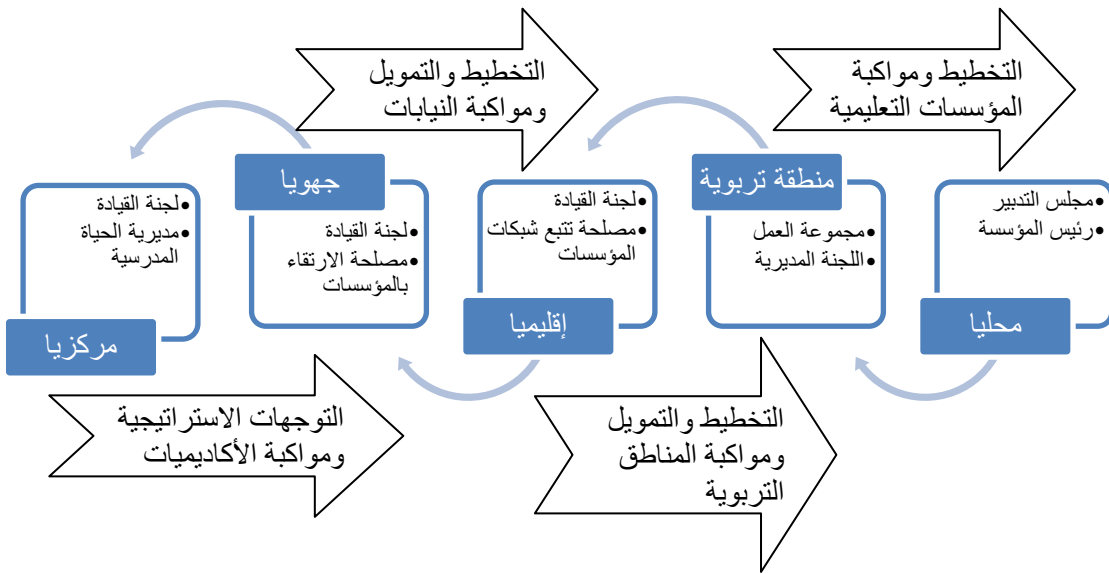 التخطيط والتمويل
ومواكبة النيابات
التخطيط ومواكبة
المؤسسات التعليمية
منطقة تربوية
جهويا
•مجلس التدبير
•رئيس المؤسسة
•لجنة القيادة
•مصلحة تتبع شبكات
المؤسسات
•لجنة القيادة
•مديرية الحياة
المدرسية
•مجموعة العمل
•اللجنة المديرية
•لجنة القيادة
•مصلحة الارتقاء
بالمؤسسات
محليا
إقليميا
مركزيا
التوجهات الاستراتيجية
ومواكبة الأكاديميات
التخطيط والتمويل
ومواكبة المناطق
التربوية